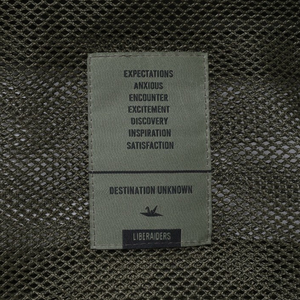 EXPECTATIONS
ANXIOUS
ENCOUNTER
EXCITEMENT
DISCOVERY
INSPIRATION
SATISFACTION
DESTINATION UNKNOWN
LIBERAIDERS